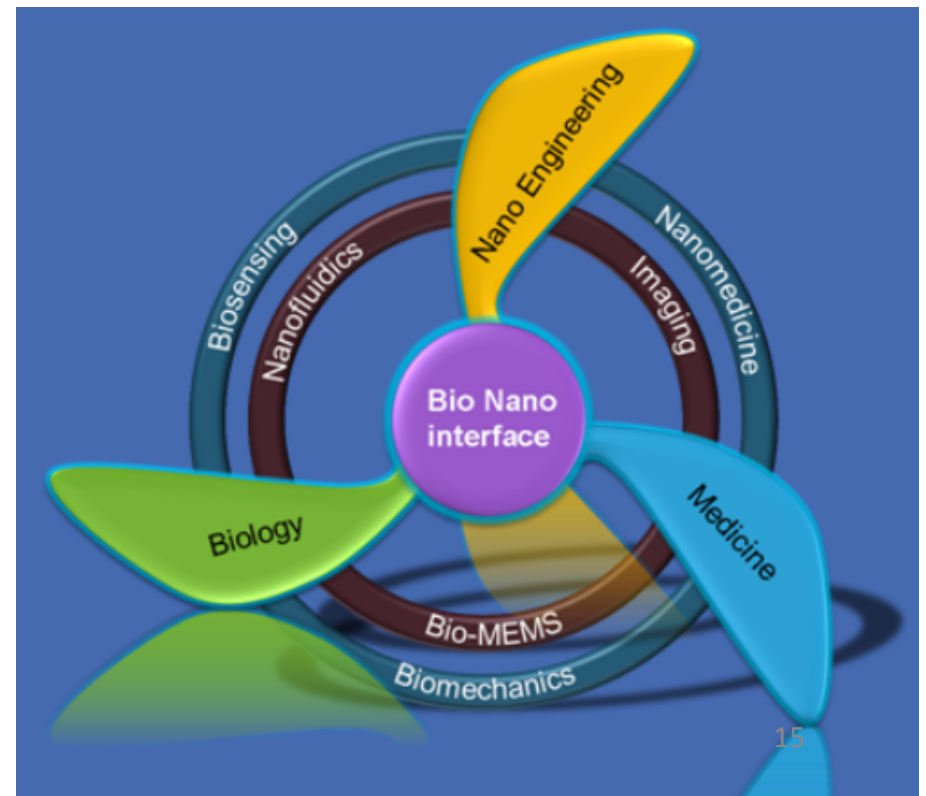 Nano Engineering
Biosensing
Nanofluidics
Imaging
Nanomedicine
Bio Nano
interface
Biology
Medicine
Bio-MEMS
Biomechanics
15